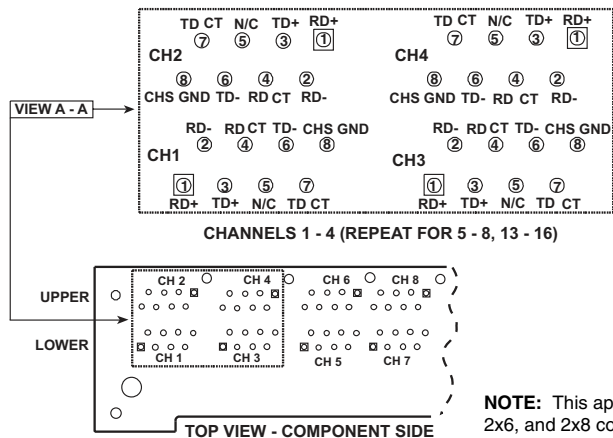 TD CT N/C TD+ RD+ TD CT N/C TD+ RD+
7 5 3 1 7 5 3 1
CH2 CH4
8 6 4 2 8 6 4 2
CHS GND TD- RD CT RD- CHS GND TD- RD CT RD-
VIEW A - A
RD- RD CT TD- CHS GND RD- RD CT TD- CHS GND
2 4 6 8 2 4 6 8
CH1 CH3
1 3 5 7 1 3 5 7
RD+ TD+ N/C TD CT RD+ TD+ N/C TD CT
CHANNELS 1 - 4 (REPEAT FOR 5 - 8, 13 - 16)
CH 2 CH 4 CH 6 CH 8
UPPER
LOWER
CH 1 CH 3 CH 5 CH 7
TOP VIEW - COMPONENT SIDE
NOTE: This ap
2x6, and 2x8 co